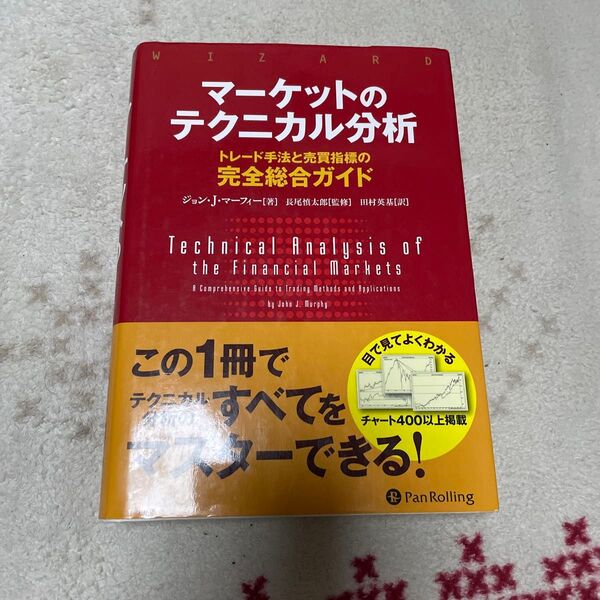 WIZARD
マーケットの
テクニカル分析
トレード手法と売買指標の
完全総合ガイド
ジョン・J・マーフィー[著] 長尾慎太郎[監修] 田村英基[訳]
Technical Analysis of
the Financial Markets
A Comprehensive Guide to Trading Methods and Applications
by John J. Murphy
この1冊で
テクニカル
すべてを
マスターできる!
目で見てよくわかる
チャート400以上掲載
PanRolling